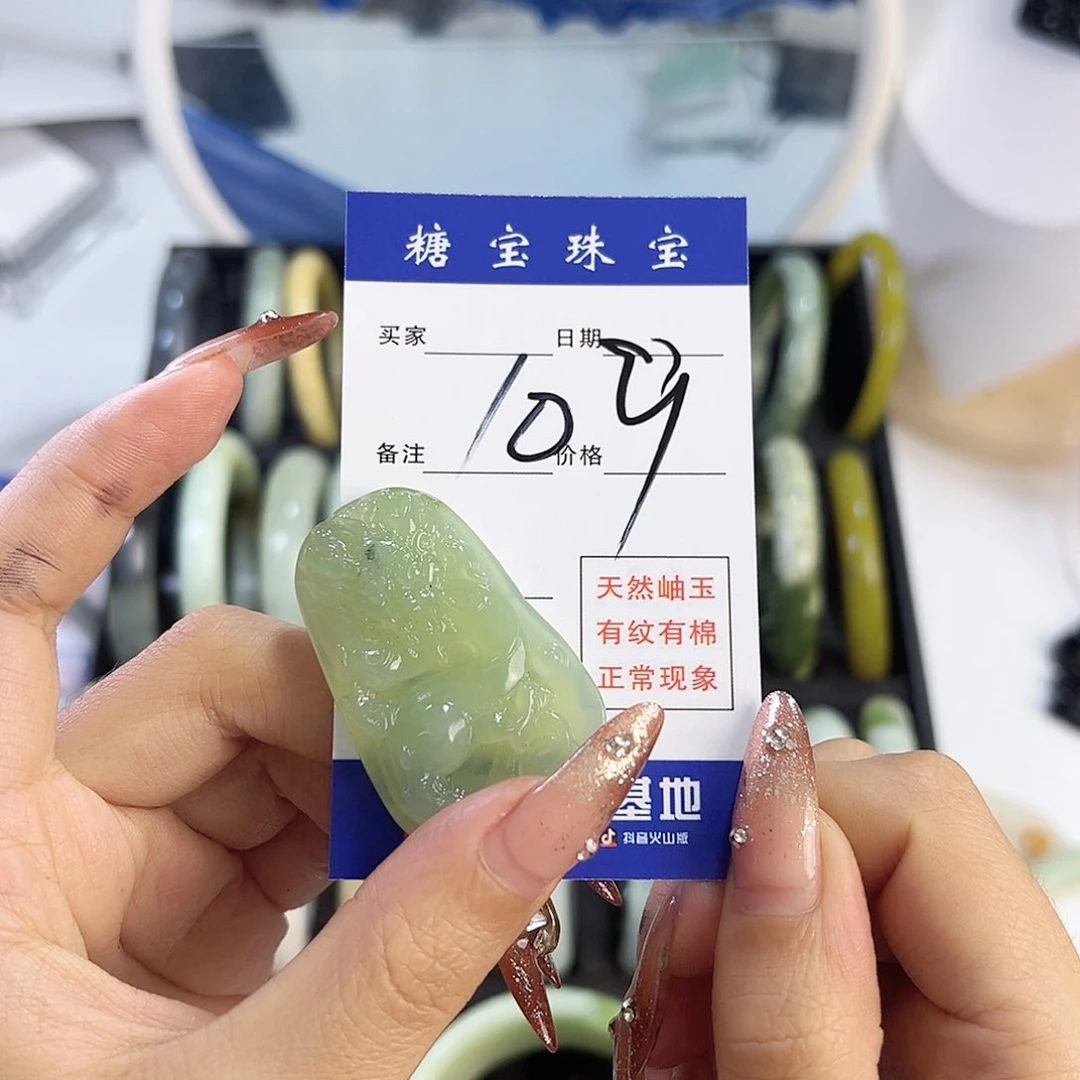 糖宝珠宝
买家 日期
10
备注 价格
天然岫玉
有纹有棉
正常现象
基地
抖音火山版